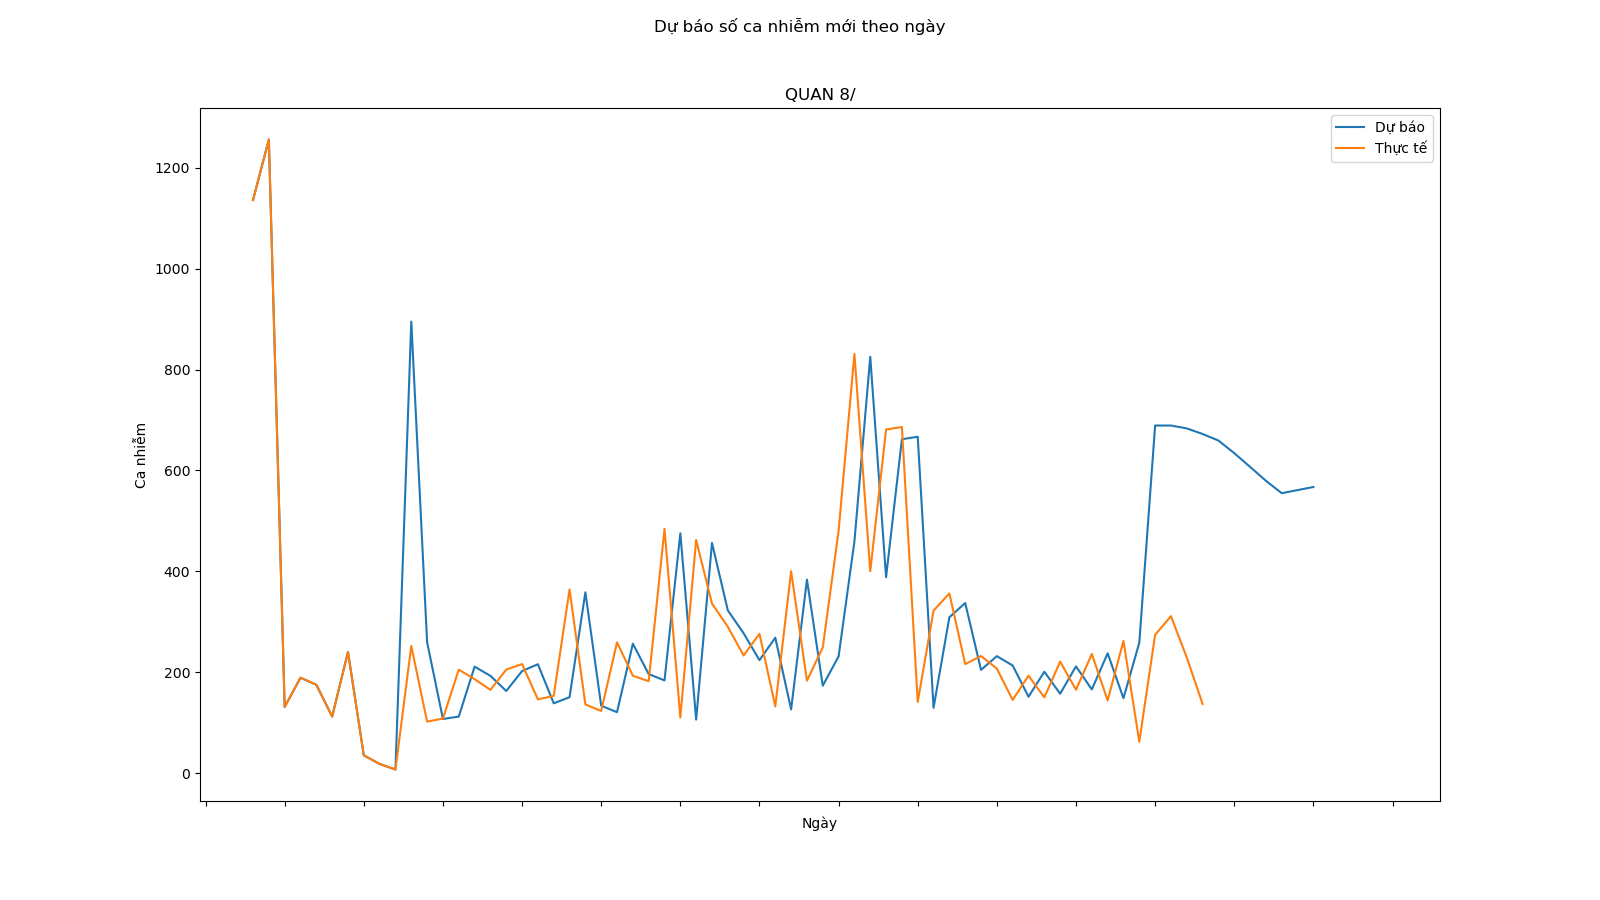 Dự báo số ca nhiễm mới theo ngày
QUAN 8/
Dự báo
Thực tế
1200
1000
800
600
400
200
0
Ca nhiễm
Ngày